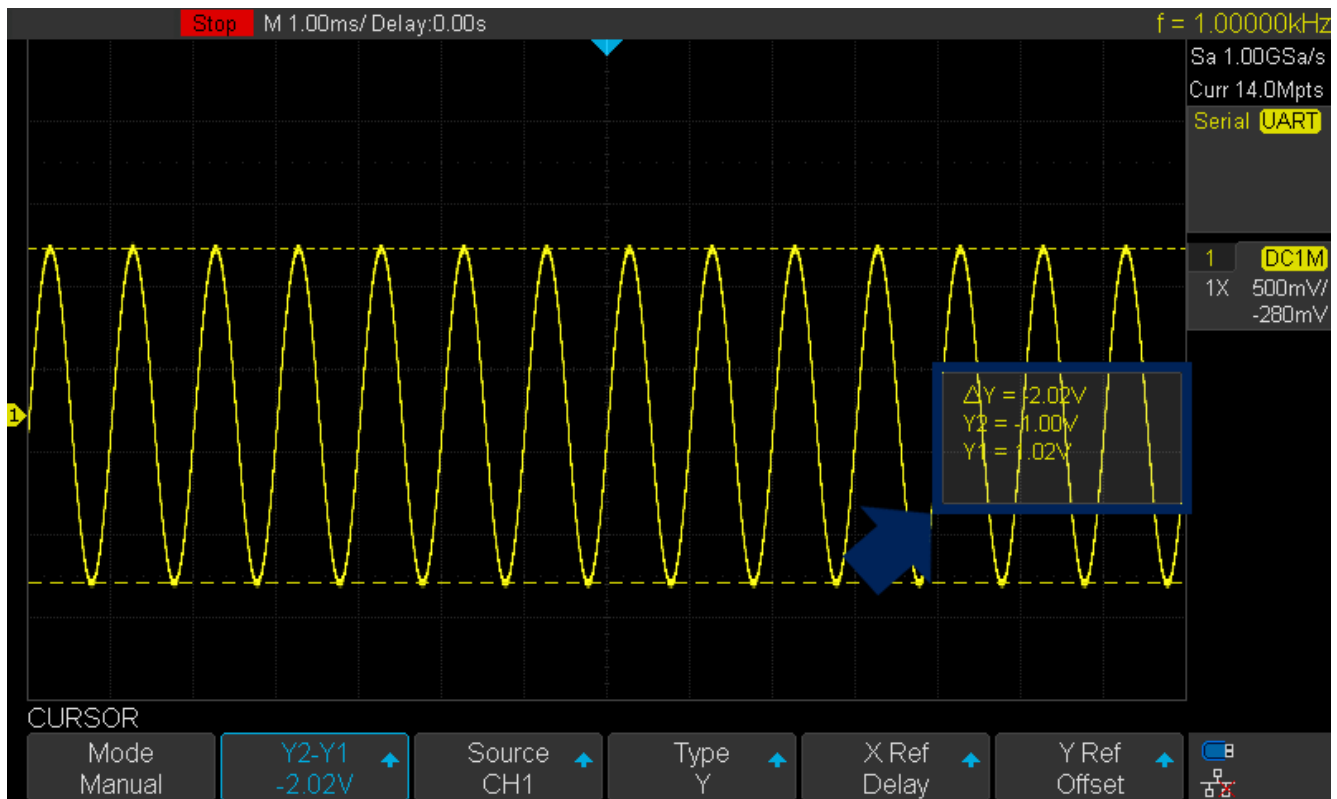 Stop M 1.00ms/ Delay:0.00s f = 1.00000kHz
Sa 1.00GSa/s
Curr 14.0Mpts
Serial UART
1 DC1M
1X 500mV/
-280mV
1
△Y = -2.02V
Y2 = -1.00V
Y1 = 1.02V
CURSOR
Mode
Manual
Y2-Y1
-2.02V
Source
CH1
Type
Y
X Ref
Delay
Y Ref
Offset